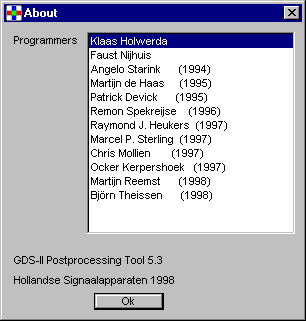 About
Programmers
Klaas Holwerda
Faust Nijhuis
Angelo Starink (1994)
Martijn de Haas (1995)
Patrick Devick (1995)
Remon Spekreijse (1996)
Raymond J. Heukers (1997)
Marcel P. Sterling (1997)
Chris Mollien (1997)
Ocker Kerpershoek (1997)
Martijn Reemst (1998)
Björn Theissen (1998)
GDS-II Postprocessing Tool 5.3
Hollandse Signaalapparaten 1998
Ok